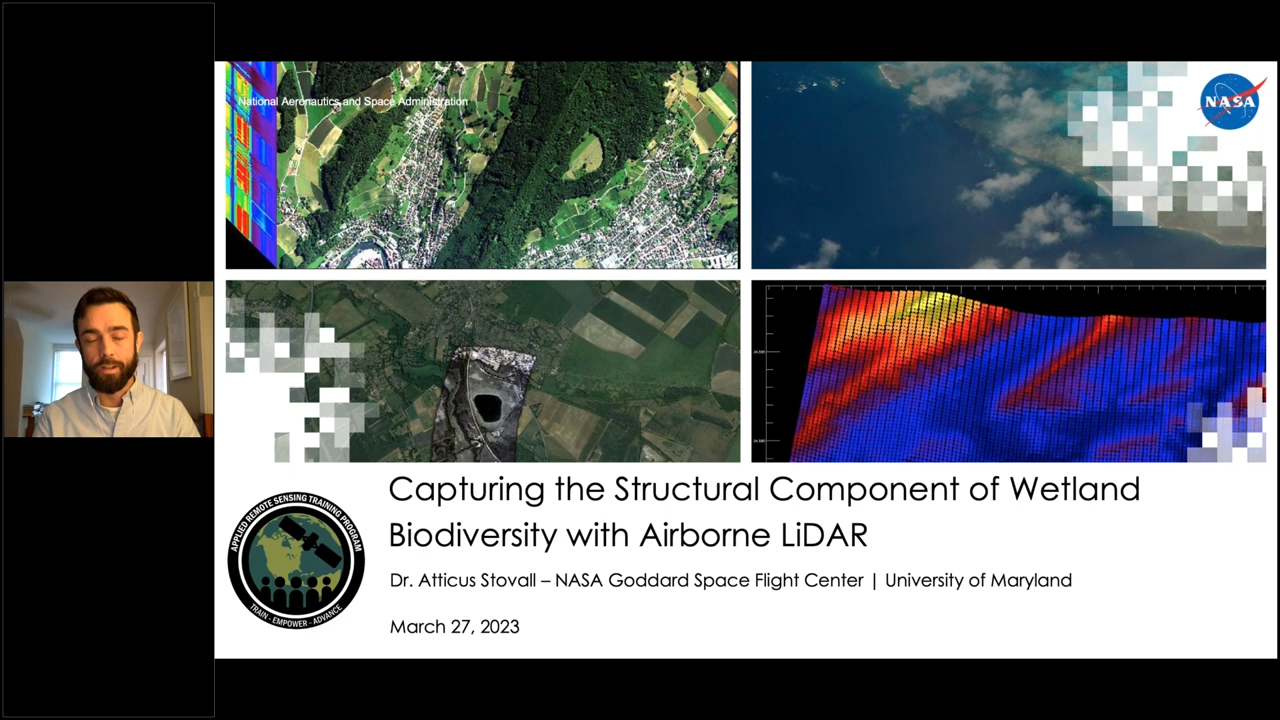 National Aeronautics and Space Administration
NASA
Capturing the Structural Component of Wetland
Biodiversity with Airborne LiDAR
Dr. Atticus Stovall – NASA Goddard Space Flight Center | University of Maryland
March 27, 2023
APPLIED REMOTE SENSING TRAINING PROGRAM
TRAIN - EMPOWER - ADVANCE